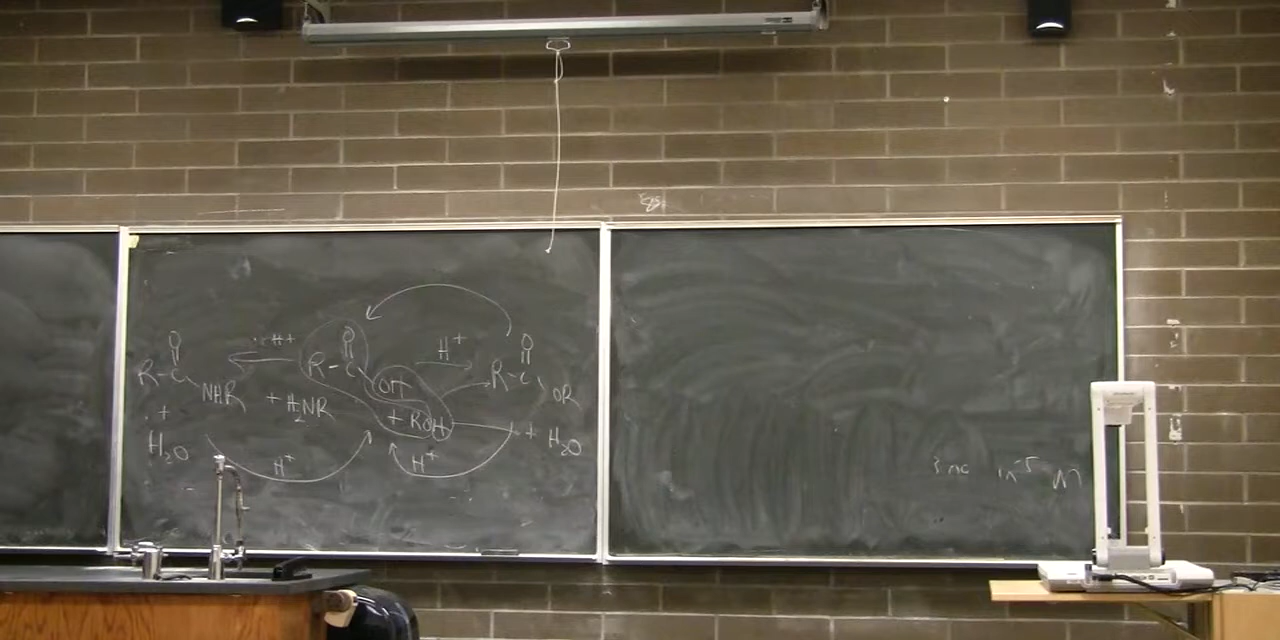 O O O
R-C H+ R-C H+ R-C
NHR + H2NR OH OR
+ + ROH + H2O
H2O H+ H+
M